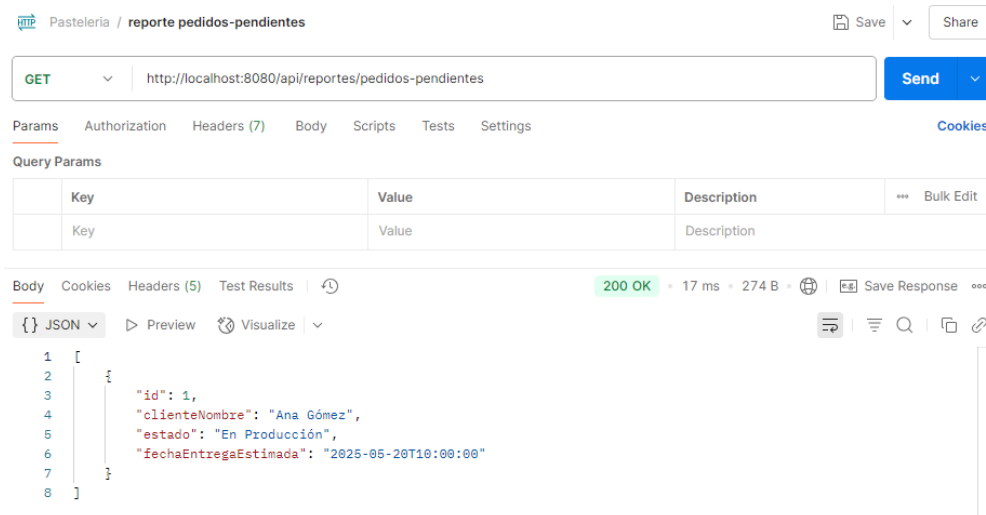 HTTP Pasteleria / reporte pedidos-pendientes Save Share
GET http://localhost:8080/api/reportes/pedidos-pendientes Send
Params Authorization Headers (7) Body Scripts Tests Settings Cookies
Query Params
Key Value Description Bulk Edit
Key Value Description
Body Cookies Headers (5) Test Results 200 OK 17 ms 274 B e.g. Save Response
{} JSON Preview Visualize
1 [
2 {
3 "id": 1,
4 "clienteNombre": "Ana Gómez",
5 "estado": "En Producción",
6 "fechaEntregaEstimada": "2025-05-20T10:00:00"
7 }
8 ]